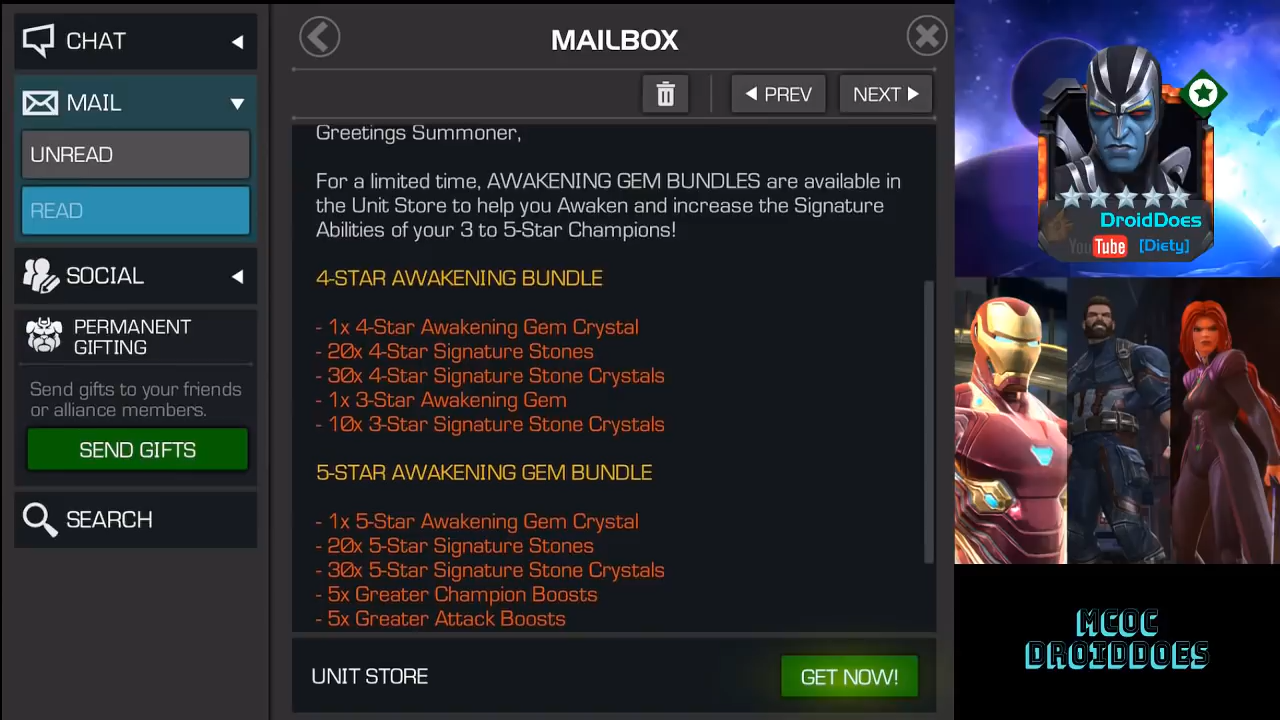 CHAT
MAIL
UNREAD
READ
SOCIAL
PERMANENT
GIFTING
Send gifts to your friends
or alliance members.
SEND GIFTS
SEARCH
MAILBOX
PREV
NEXT
Greetings Summoner,
For a limited time, AWAKENING GEM BUNDLES are available in
the Unit Store to help you Awaken and increase the Signature
Abilities of your 3 to 5-Star Champions!
4-STAR AWAKENING BUNDLE
- 1x 4-Star Awakening Gem Crystal
- 20x 4-Star Signature Stones
- 30x 4-Star Signature Stone Crystals
- 1x 3-Star Awakening Gem
- 10x 3-Star Signature Stone Crystals
5-STAR AWAKENING GEM BUNDLE
- 1x 5-Star Awakening Gem Crystal
- 20x 5-Star Signature Stones
- 30x 5-Star Signature Stone Crystals
- 5x Greater Champion Boosts
- 5x Greater Attack Boosts
UNIT STORE
GET NOW!
DroidDoes
YouTube [Diety]
MCOC
DROIDDOES